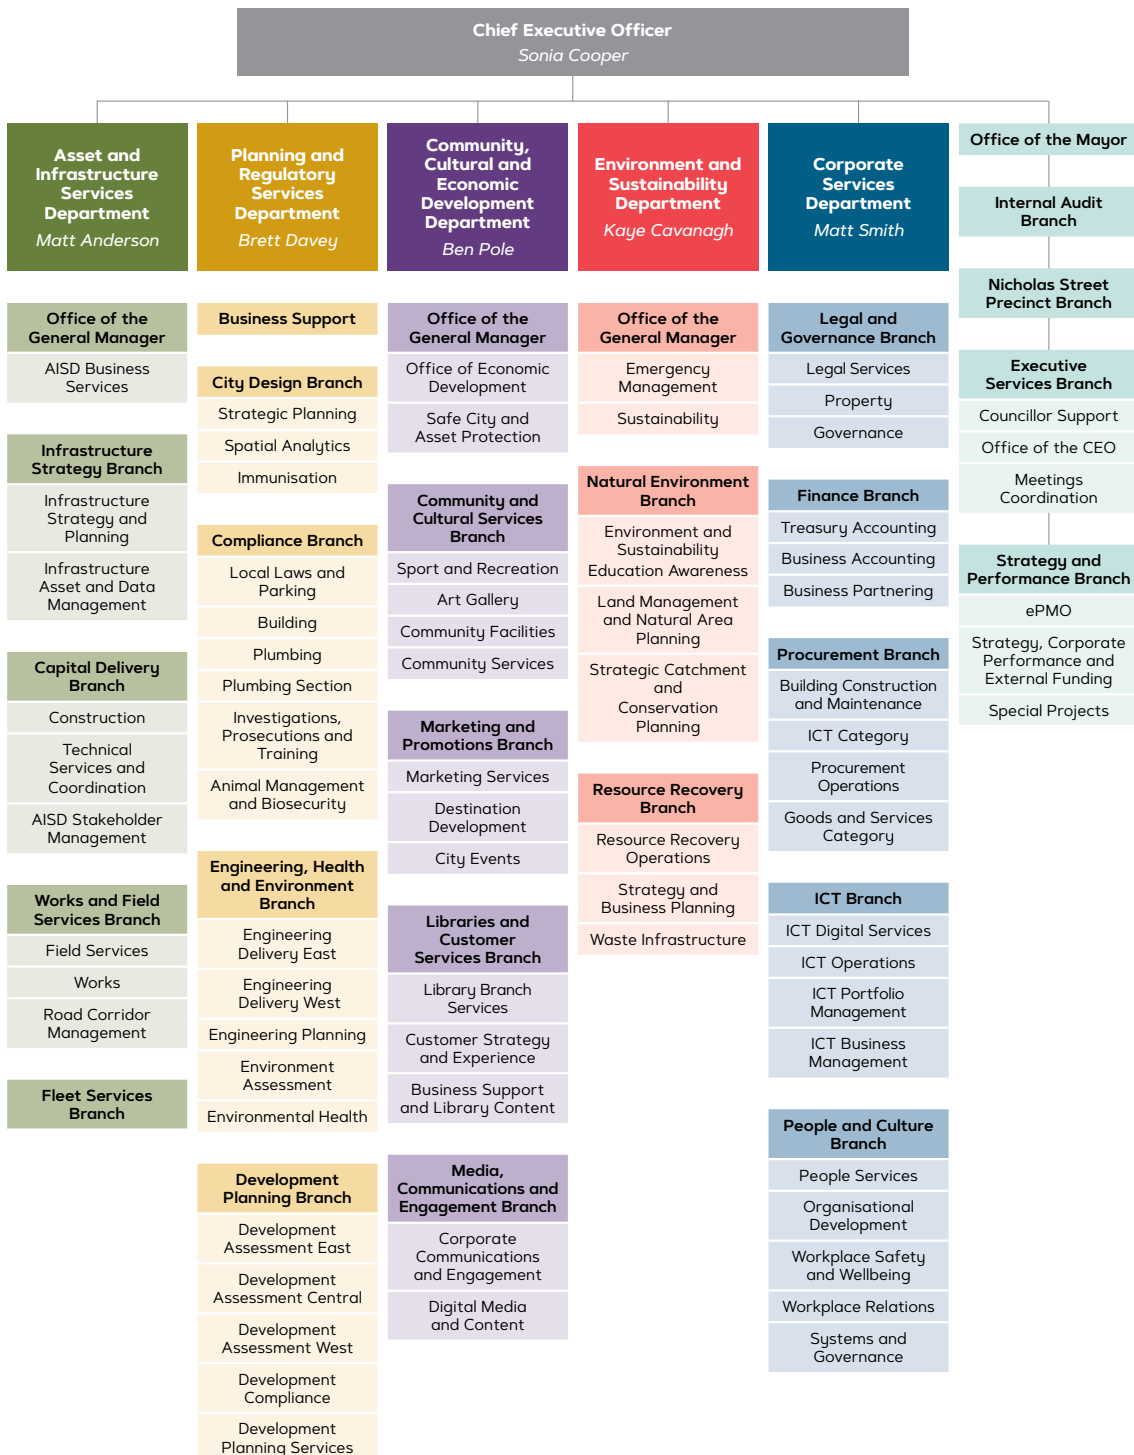 Chief Executive Officer
Sonia Cooper
Asset and
Infrastructure
Services
Department
Matt Anderson
Office of the
General Manager
AISD Business
Services
Infrastructure
Strategy Branch
Infrastructure
Strategy and
Planning
Infrastructure
Asset and Data
Management
Capital Delivery
Branch
Construction
Technical
Services and
Coordination
AISD Stakeholder
Management
Works and Field
Services Branch
Field Services
Works
Road Corridor
Management
Fleet Services
Branch
Planning and
Regulatory
Services
Department
Brett Davey
Business Support
City Design Branch
Strategic Planning
Spatial Analytics
Immunisation
Compliance Branch
Local Laws and
Parking
Building
Plumbing
Plumbing Section
Investigations,
Prosecutions and
Training
Animal Management
and Biosecurity
Engineering, Health
and Environment
Branch
Engineering
Delivery East
Engineering
Delivery West
Engineering Planning
Environment
Assessment
Environmental Health
Development
Planning Branch
Development
Assessment East
Development
Assessment Central
Development
Assessment West
Development
Compliance
Development
Planning Services
Community,
Cultural and
Economic
Development
Department
Ben Pole
Office of the
General Manager
Office of Economic
Development
Safe City and
Asset Protection
Community and
Cultural Services
Branch
Sport and Recreation
Art Gallery
Community Facilities
Community Services
Marketing and
Promotions Branch
Marketing Services
Destination
Development
City Events
Libraries and
Customer
Services Branch
Library Branch
Services
Customer Strategy
and Experience
Business Support
and Library Content
Media,
Communications and
Engagement Branch
Corporate
Communications
and Engagement
Digital Media
and Content
Environment and
Sustainability
Department
Kaye Cavanagh
Office of the
General Manager
Emergency
Management
Sustainability
Natural Environment
Branch
Environment and
Sustainability
Education Awareness
Land Management
and Natural Area
Planning
Strategic Catchment
and
Conservation
Planning
Resource Recovery
Branch
Resource Recovery
Operations
Strategy and
Business Planning
Waste Infrastructure
Corporate
Services
Department
Matt Smith
Legal and
Governance Branch
Legal Services
Property
Governance
Finance Branch
Treasury Accounting
Business Accounting
Business Partnering
Procurement Branch
Building Construction
and Maintenance
ICT Category
Procurement
Operations
Goods and Services
Category
ICT Branch
ICT Digital Services
ICT Operations
ICT Portfolio
Management
ICT Business
Management
People and Culture
Branch
People Services
Organisational
Development
Workplace Safety
and Wellbeing
Workplace Relations
Systems and
Governance
Office of the Mayor
Internal Audit
Branch
Nicholas Street
Precinct Branch
Executive
Services Branch
Councillor Support
Office of the CEO
Meetings
Coordination
Strategy and
Performance Branch
ePMO
Strategy, Corporate
Performance and
External Funding
Special Projects